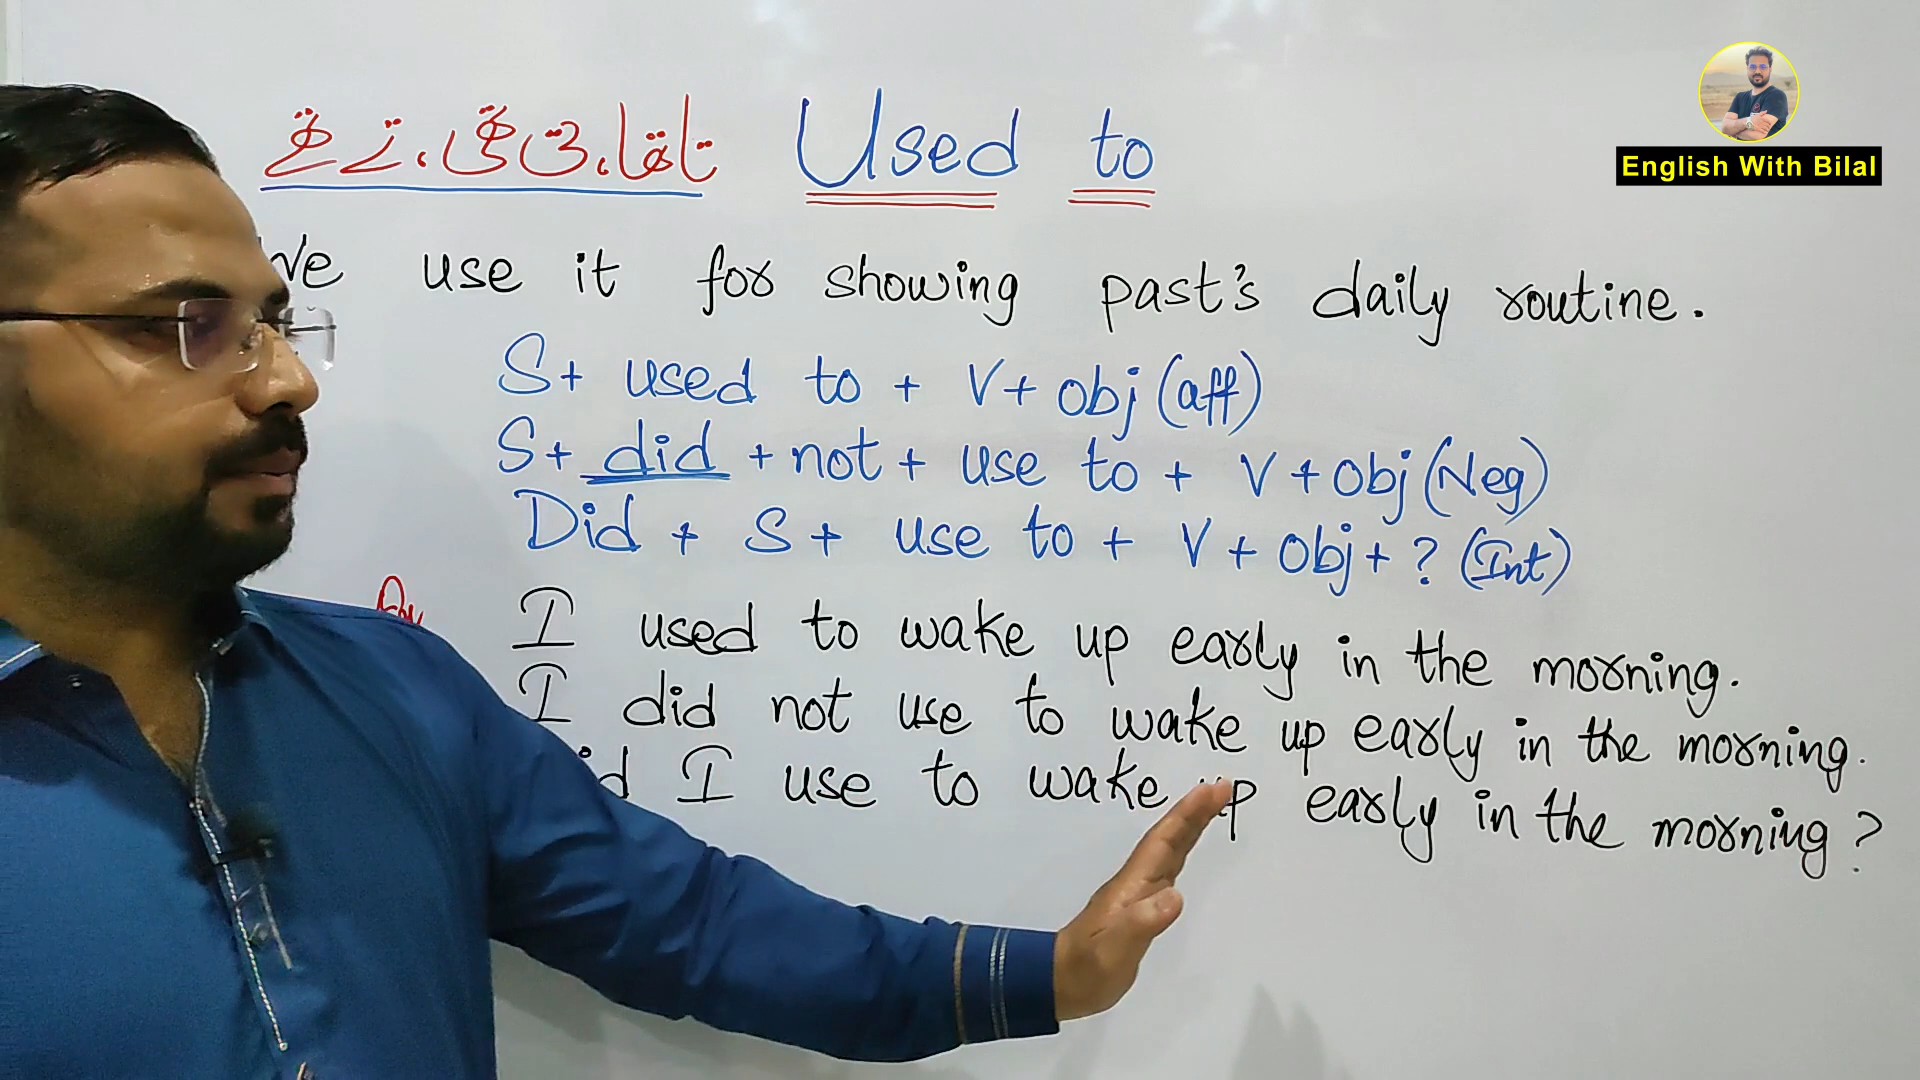 تا تھا، تی تھی، تے تھے Used to
English With Bilal
We use it for showing past's daily routine.
S+ used to + V+ obj (aff)
S+ did + not + use to + V + obj (Neg)
Did + S + use to + V + obj + ? (Int)
I used to wake up early in the morning.
I did not use to wake up early in the morning.
id I use to wake up early in the morning?